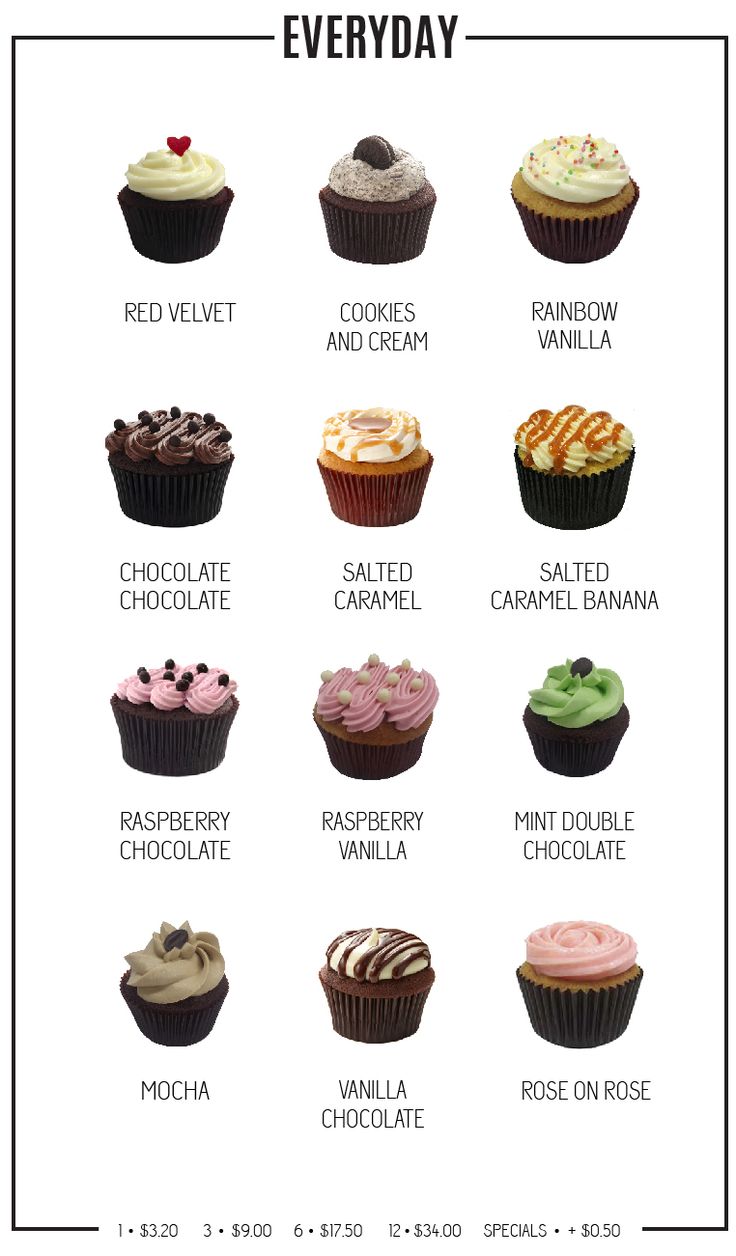 EVERYDAY
RED VELVET
COOKIES
AND CREAM
RAINBOW
VANILLA
CHOCOLATE
CHOCOLATE
SALTED
CARAMEL
SALTED
CARAMEL BANANA
RASPBERRY
CHOCOLATE
RASPBERRY
VANILLA
MINT DOUBLE
CHOCOLATE
MOCHA
VANILLA
CHOCOLATE
ROSE ON ROSE
1 • $3.20 3 • $9.00 6 • $17.50 12 • $34.00 SPECIALS • + $0.50